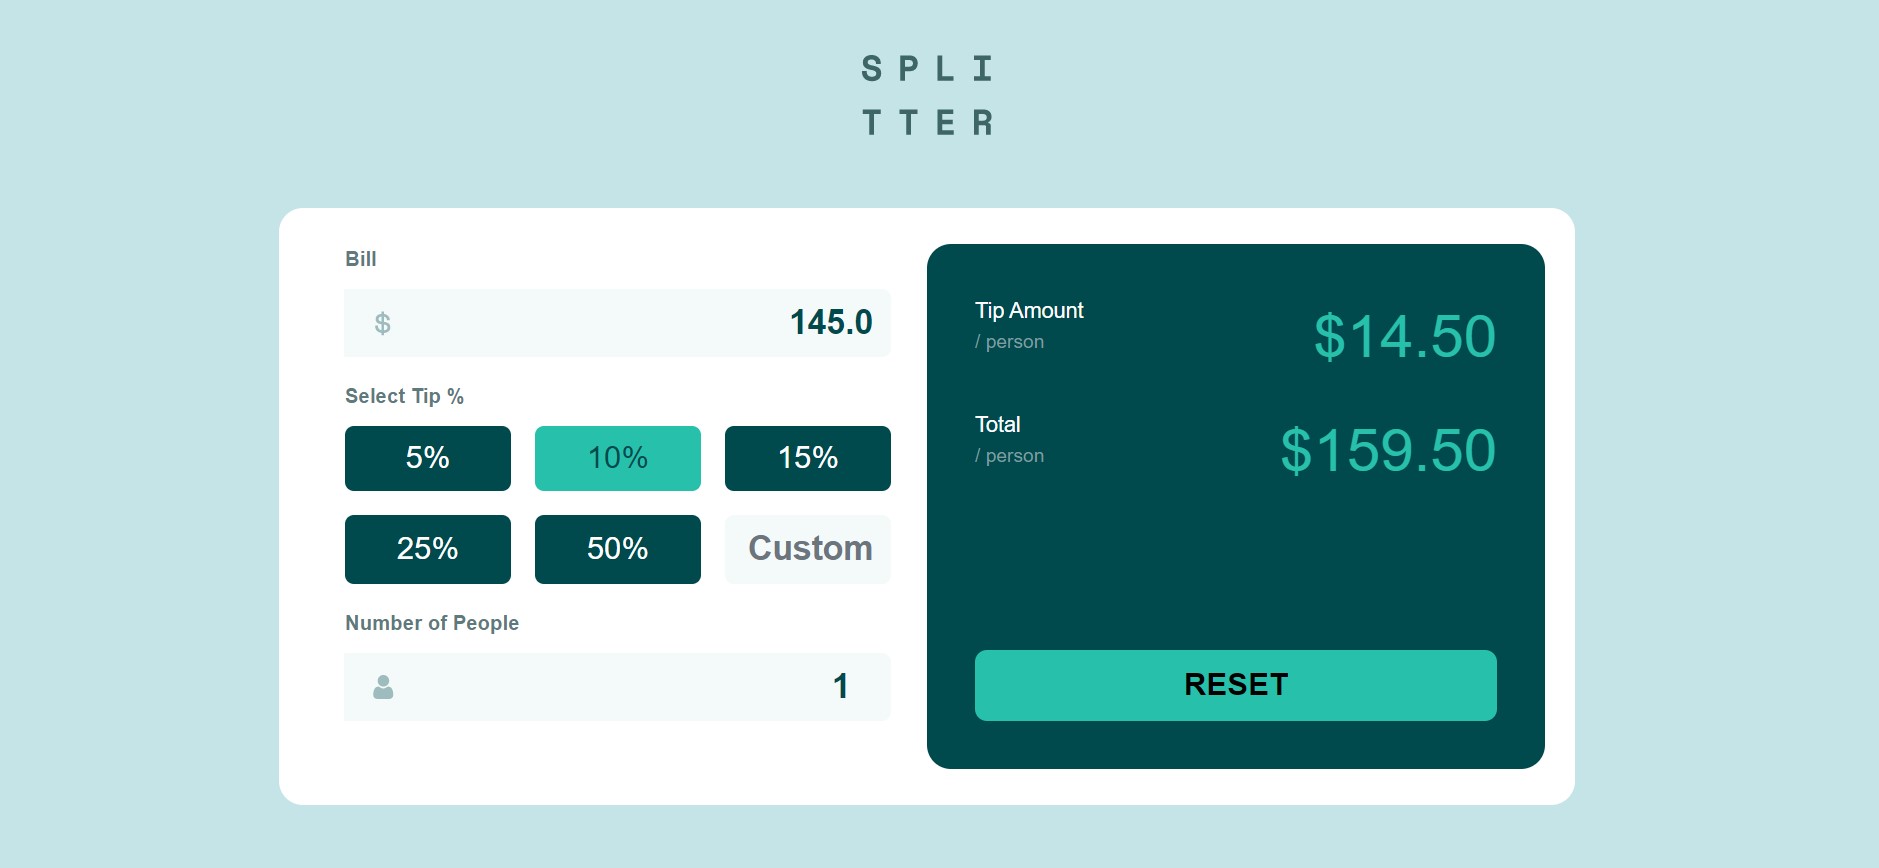 SPLI
TTER
Bill
$
145.0
Select Tip %
5%
10%
15%
25%
50%
Custom
Number of People
1
Tip Amount
/ person
$14.50
Total
/ person
$159.50
RESET